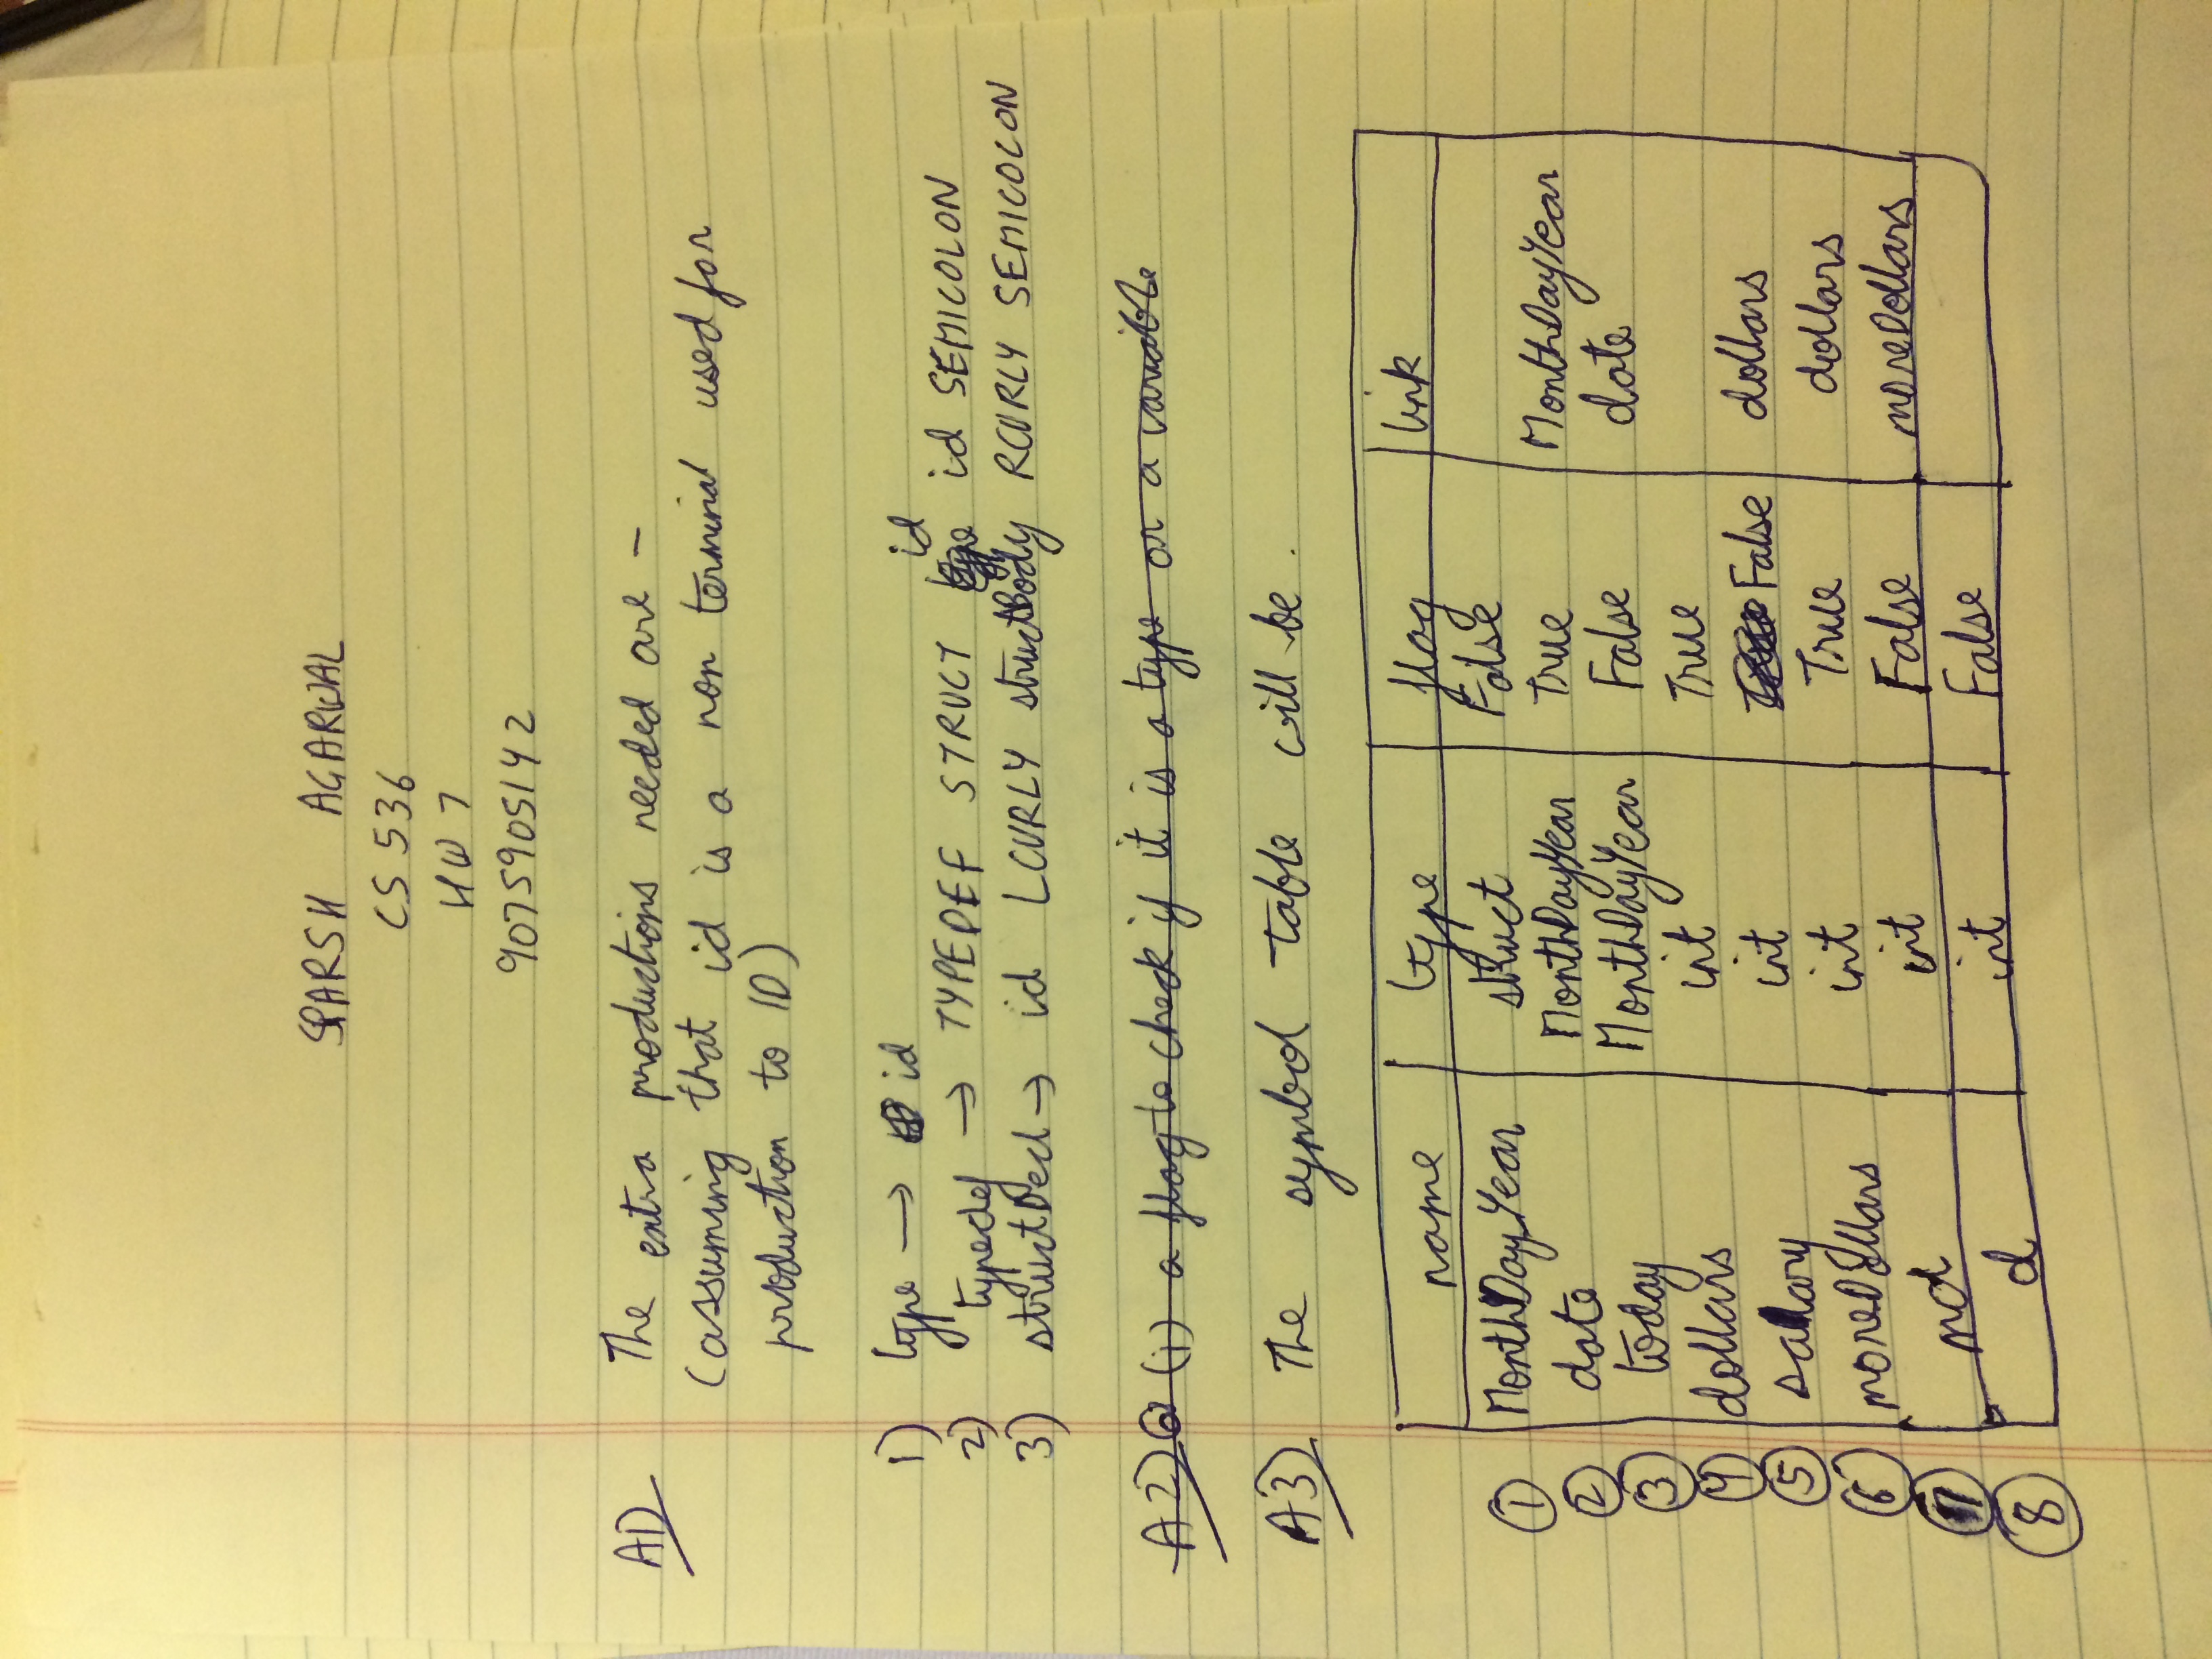 SPARSH AGARWAL
CS 536
HW 7
9075905142
A1) The extra productions needed are -
(assuming that id is a non terminal used for
production to ID)
1) type → id
id
2) typedef → TYPEDEF STRUCT id SEMICOLON
3) structDecl → id LCURLY structBody RCURLY SEMICOLON
A2) (i) a flag to check if it is a type or a variable
A3) The symbol table will be.
name type flag link
1 MonthDayYear struct False
2 date MonthDayYear True MonthDayYear
3 today MonthDayYear False date
4 dollars int True
5 salary int False dollars
6 moreDollars int True dollars
7 md int False moreDollars
8 d int False